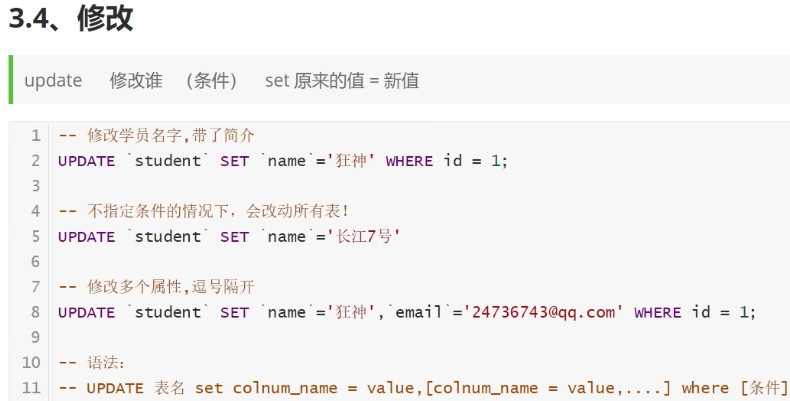 3.4、修改
update 修改谁 （条件） set 原来的值 = 新值
1 -- 修改学员名字,带了简介
2 UPDATE `student` SET `name`='狂神' WHERE id = 1;
3
4 -- 不指定条件的情况下，会改动所有表！
5 UPDATE `student` SET `name`='长江7号'
6
7 -- 修改多个属性,逗号隔开
8 UPDATE `student` SET `name`='狂神',`email`='24736743@qq.com' WHERE id = 1;
9
10 -- 语法：
11 -- UPDATE 表名 set colnum_name = value,[colnum_name = value,....] where [条件]